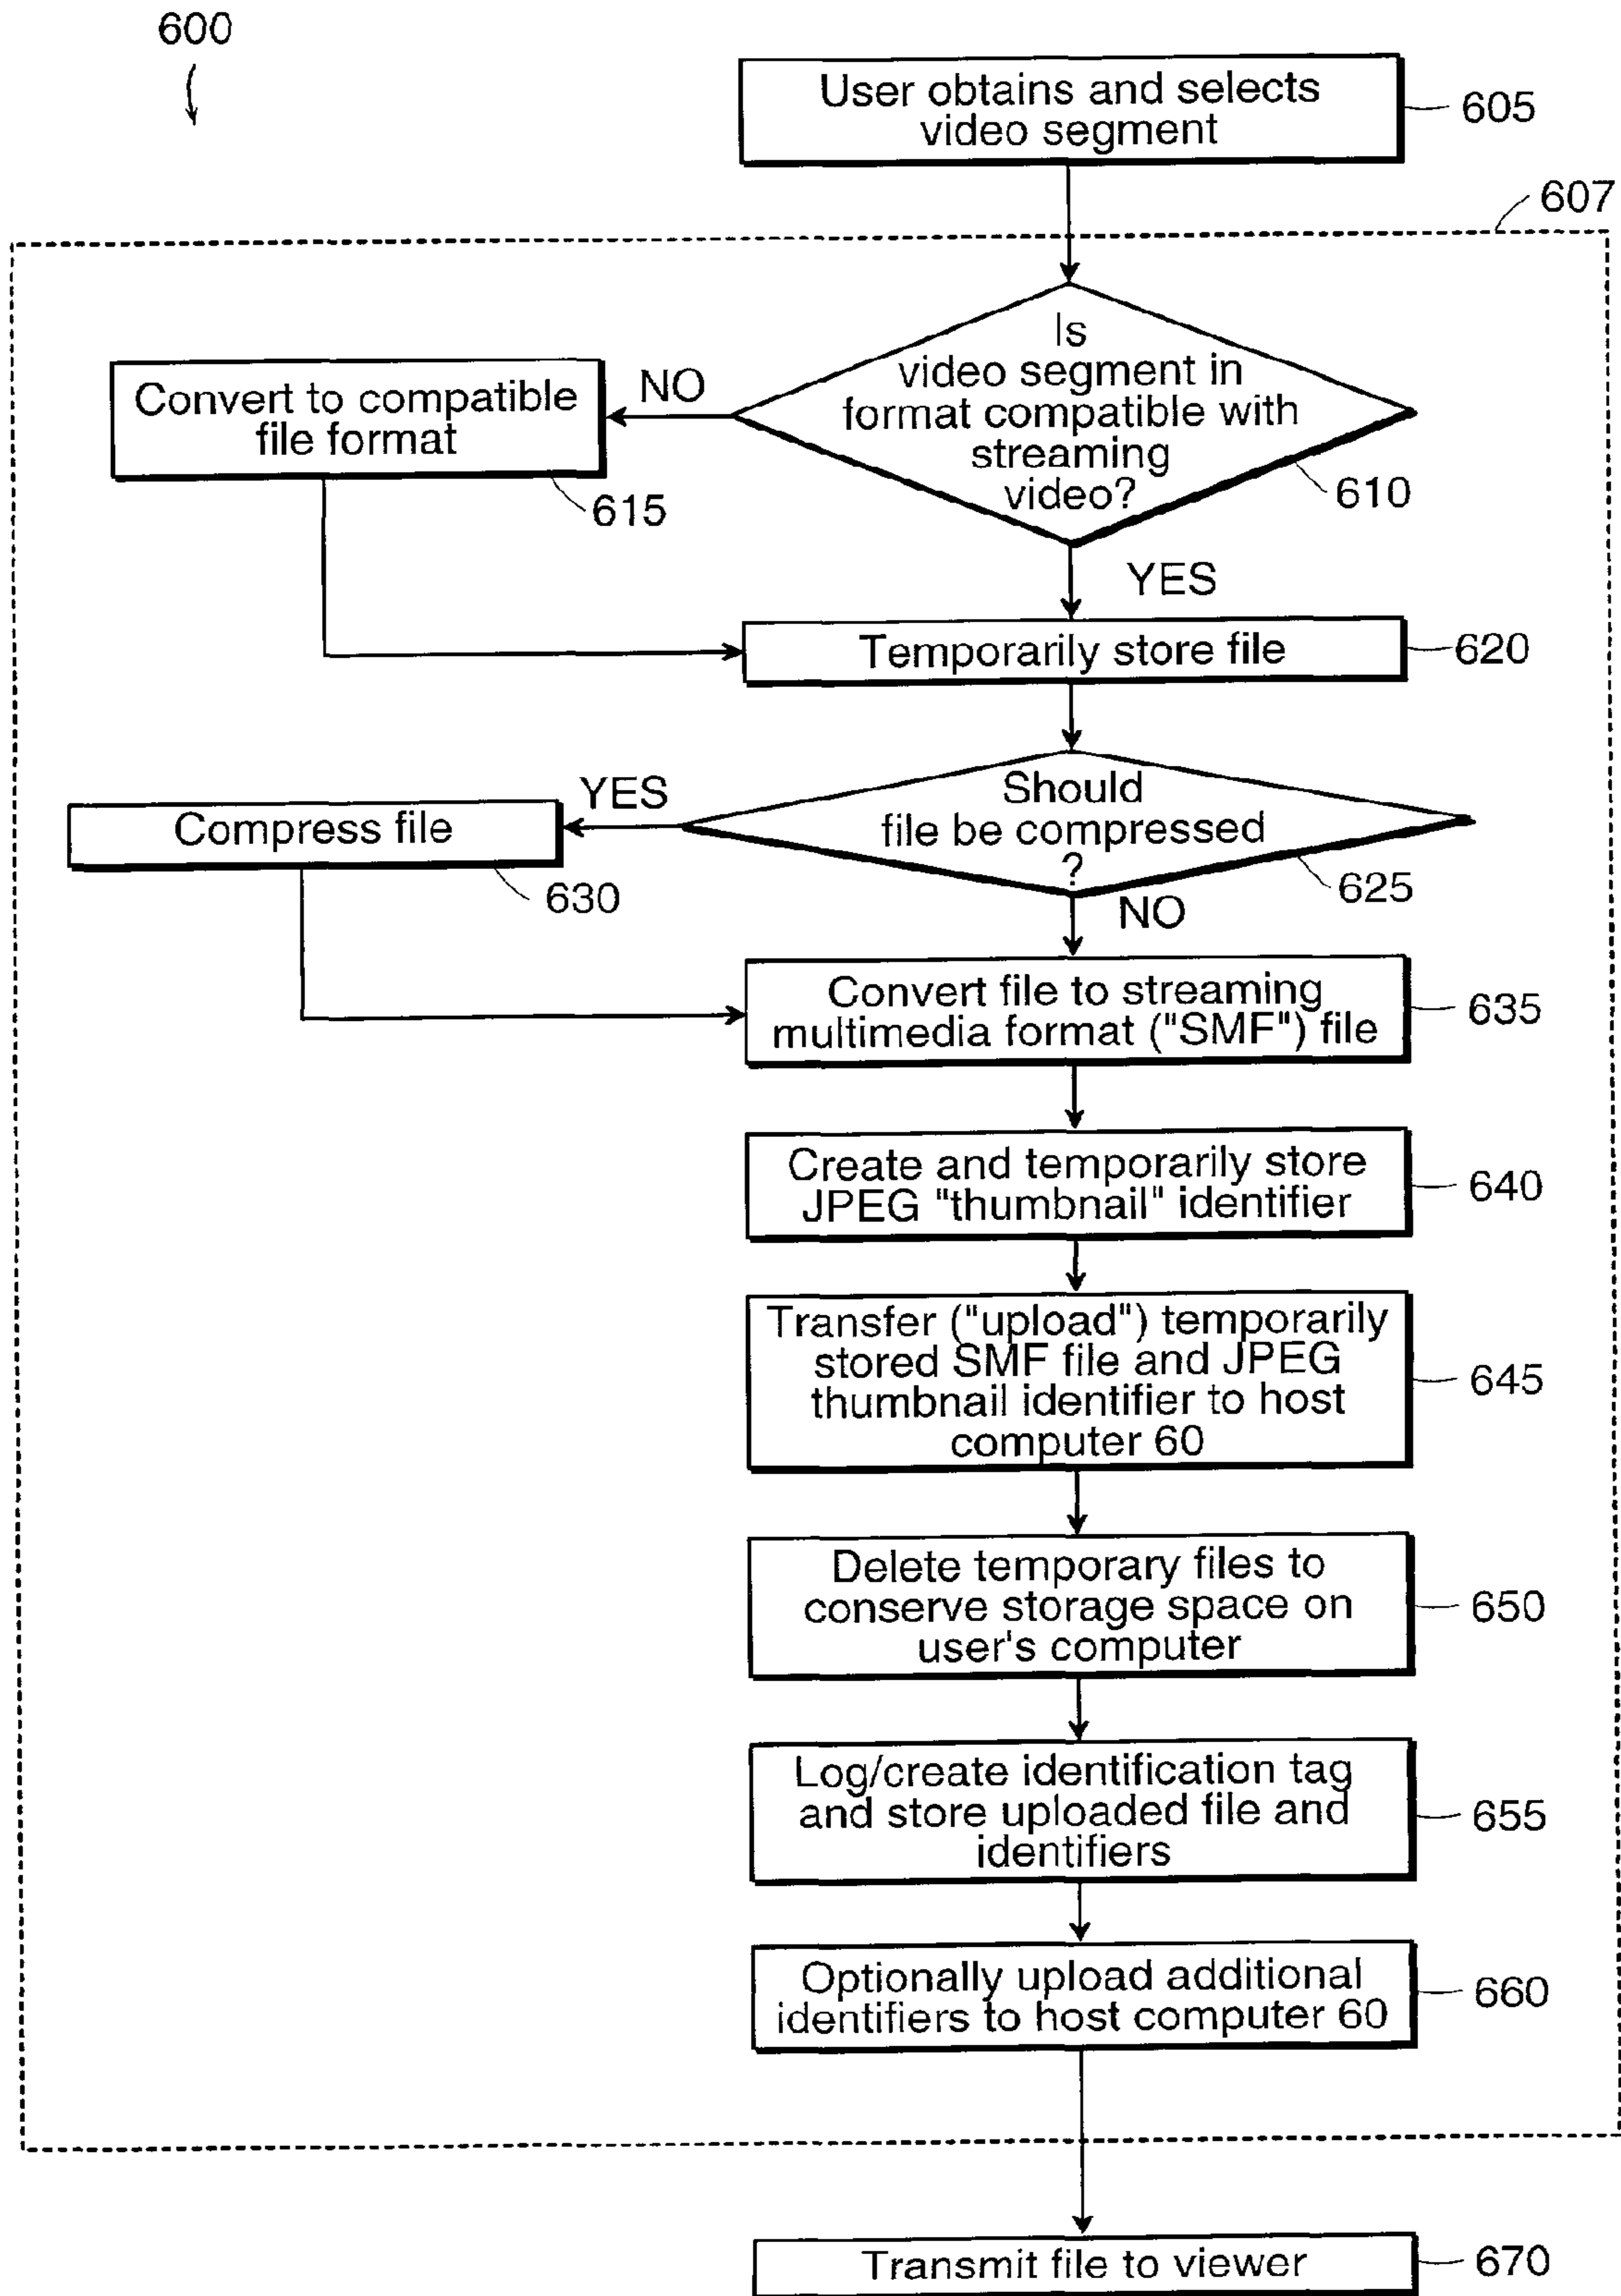 600
User obtains and selects
video segment
605
607
Is
video segment in
format compatible with
streaming
video?
610
NO
Convert to compatible
file format
615
YES
Temporarily store file
620
Should
file be compressed
?
625
YES
Compress file
630
NO
Convert file to streaming
multimedia format ("SMF") file
635
Create and temporarily store
JPEG "thumbnail" identifier
640
Transfer ("upload") temporarily
stored SMF file and JPEG
thumbnail identifier to host
computer 60
645
Delete temporary files to
conserve storage space on
user's computer
650
Log/create identification tag
and store uploaded file and
identifiers
655
Optionally upload additional
identifiers to host computer 60
660
Transmit file to viewer
670